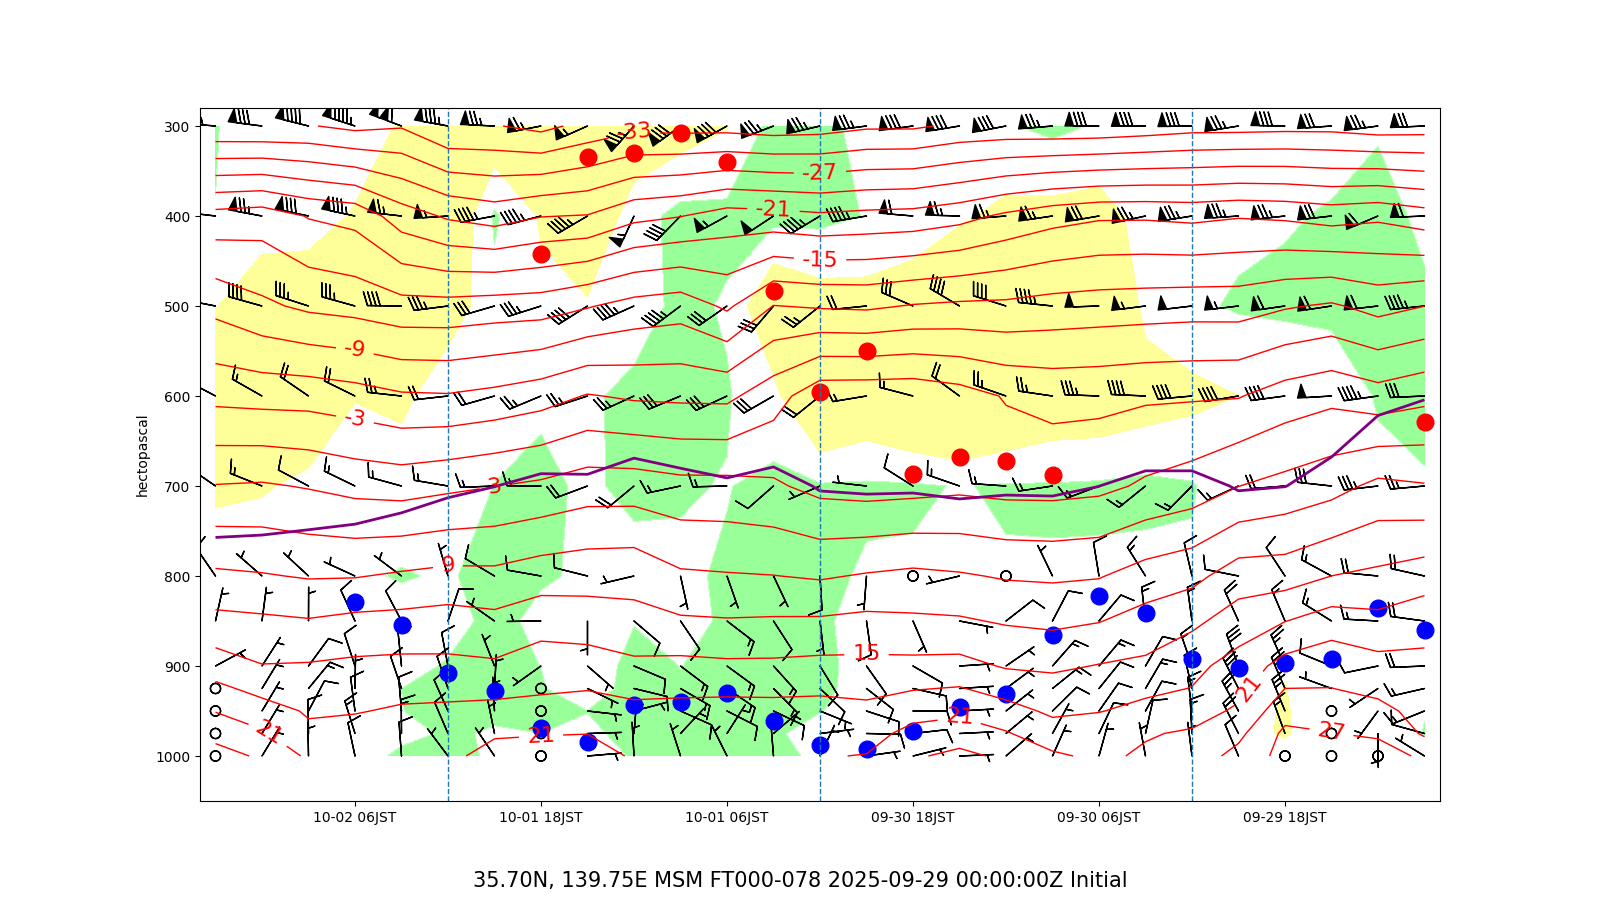 300
400
500
600
700
800
900
1000
hectopascal
-33
-27
-21
-15
-9
-3
3
9
15
21
21
21
21
27
10-02 06JST
10-01 18JST
10-01 06JST
09-30 18JST
09-30 06JST
09-29 18JST
35.70N, 139.75E MSM FT000-078 2025-09-29 00:00:00Z Initial